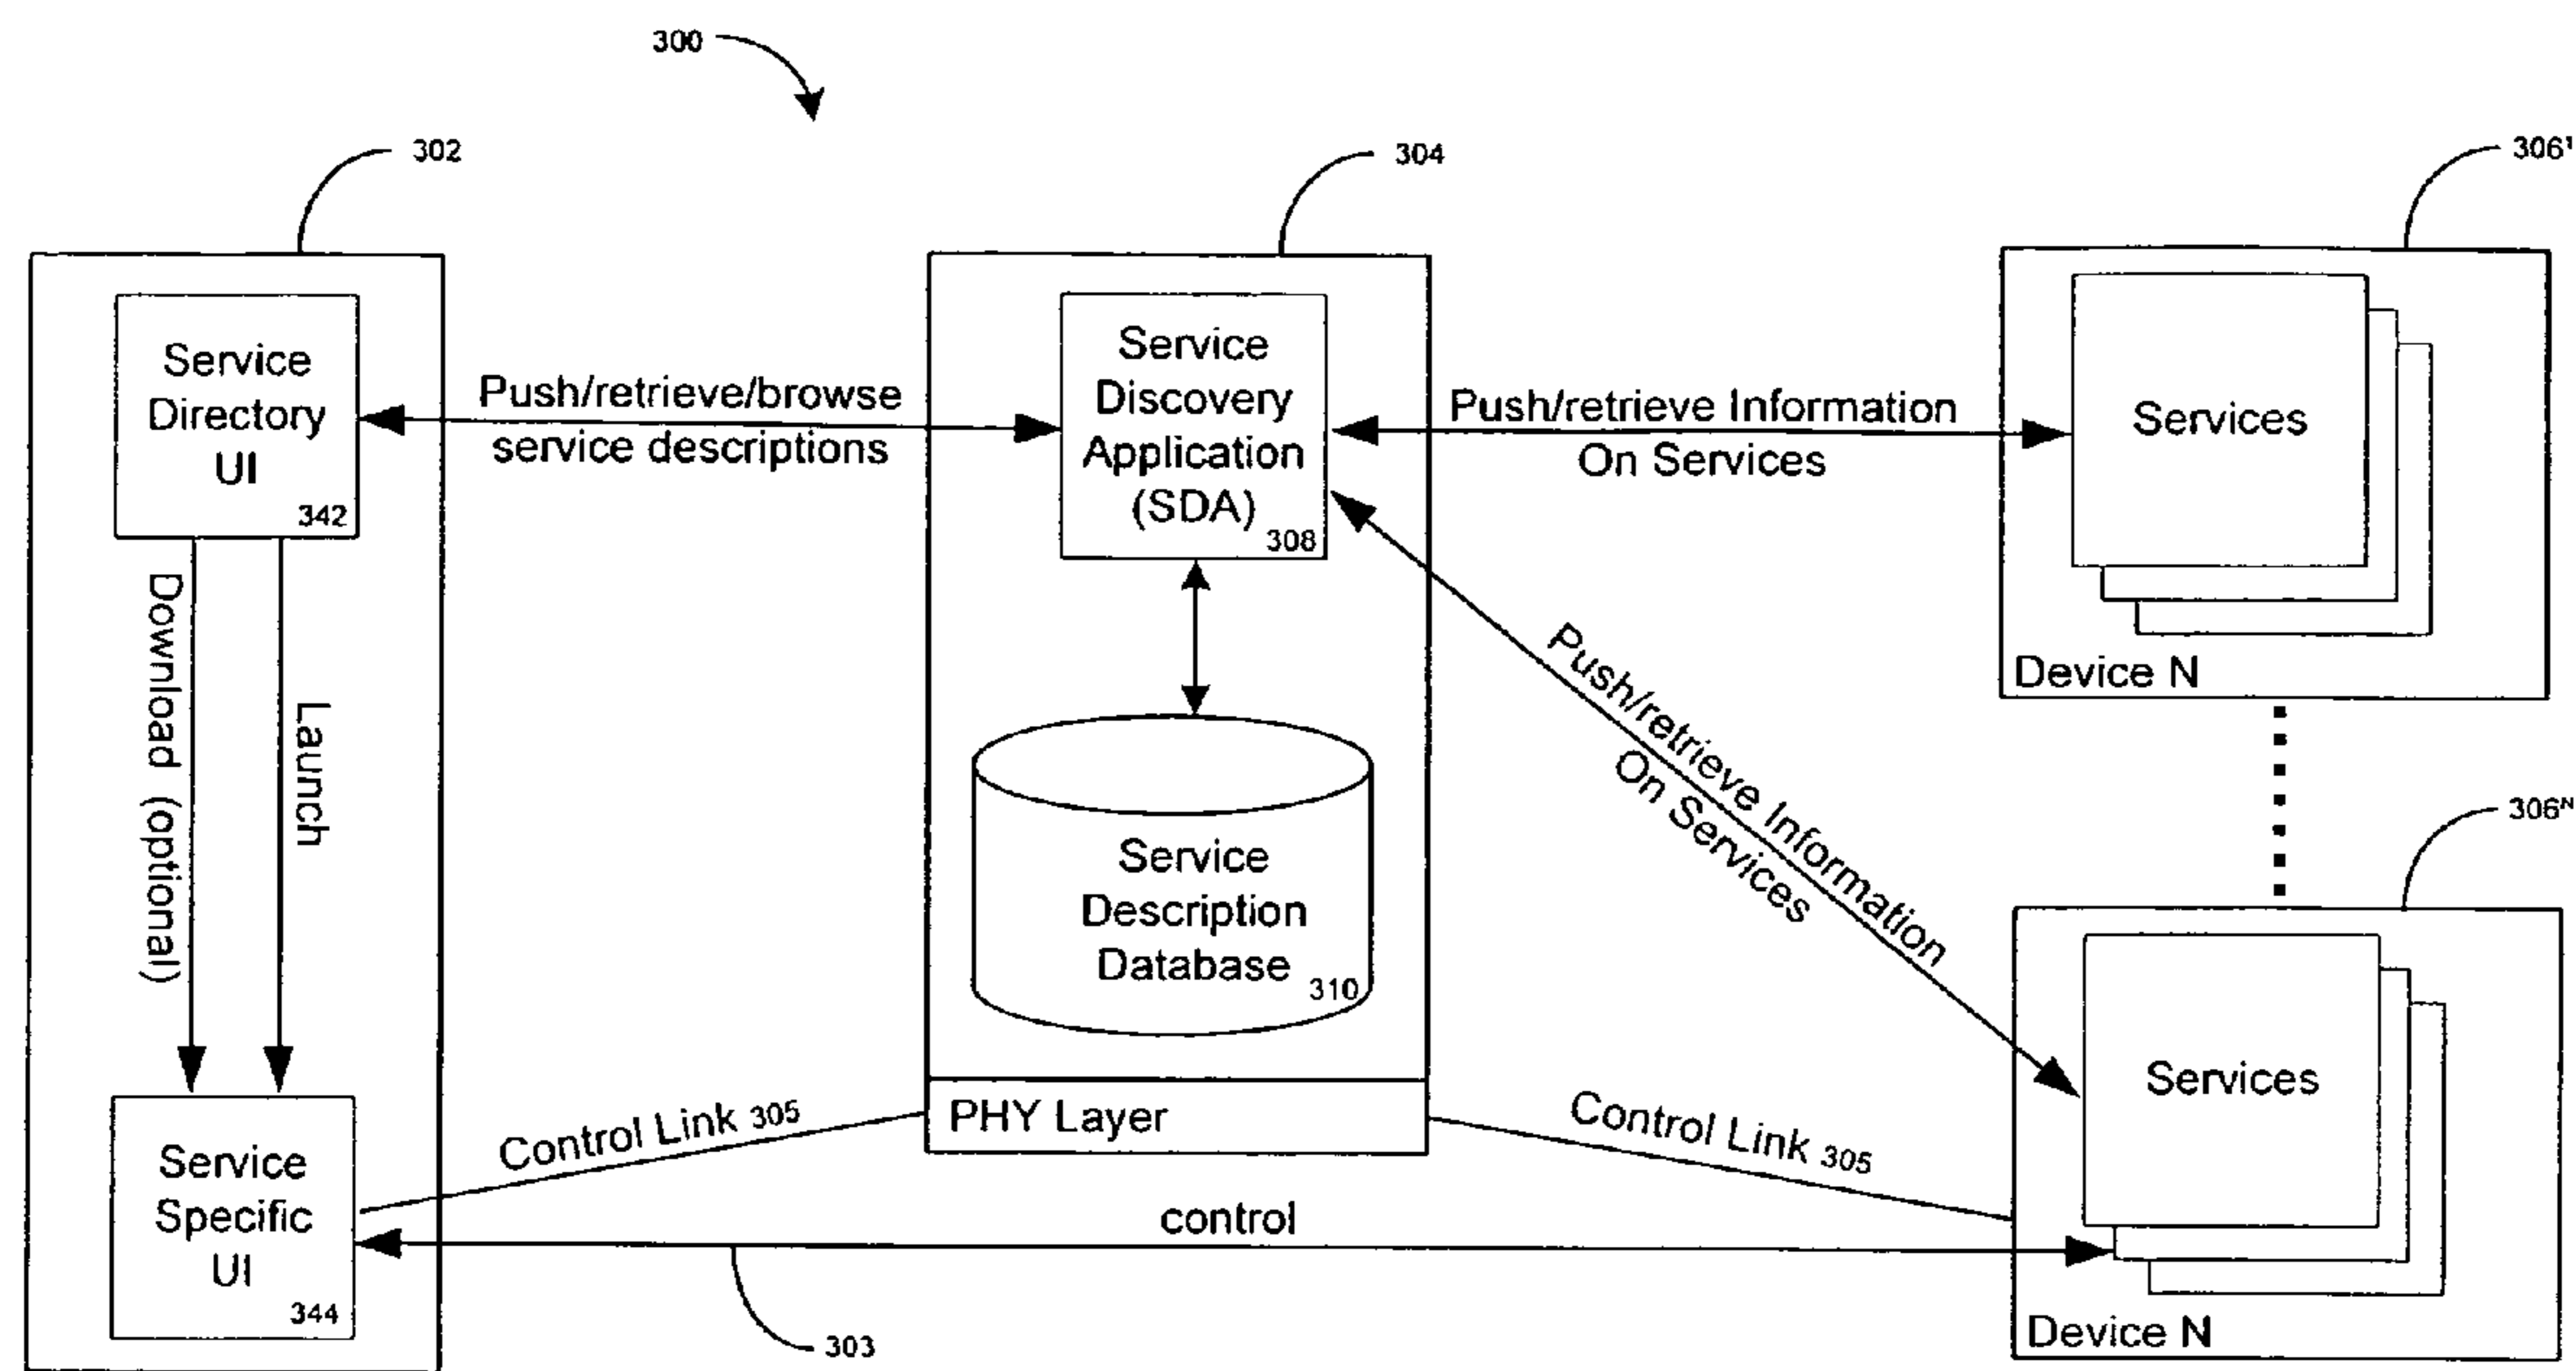 300
302
304
306¹
Service
Directory
UI
342
Push/retrieve/browse
service descriptions
Service
Discovery
Application
(SDA)
308
Push/retrieve Information
On Services
Services
Device N
Download (optional)
Launch
Push/retrieve Information
On Services
Service
Description
Database
310
306ᴺ
PHY Layer
Control Link 305
Control Link 305
Services
Service
Specific
UI
344
control
303
Device N